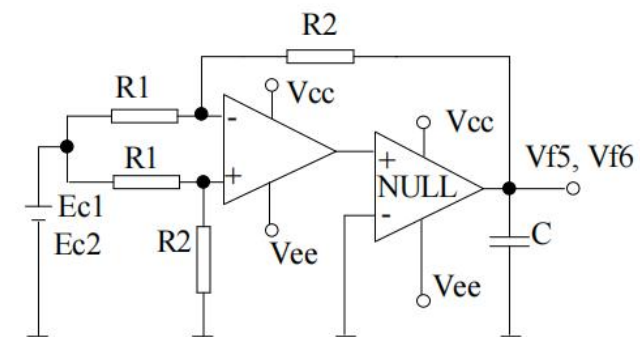 R2
R1
Vcc
-
Vcc
R1
+
+
NULL
-
Vf5, Vf6
Ec1
Ec2
R2
Vee
C
Vee